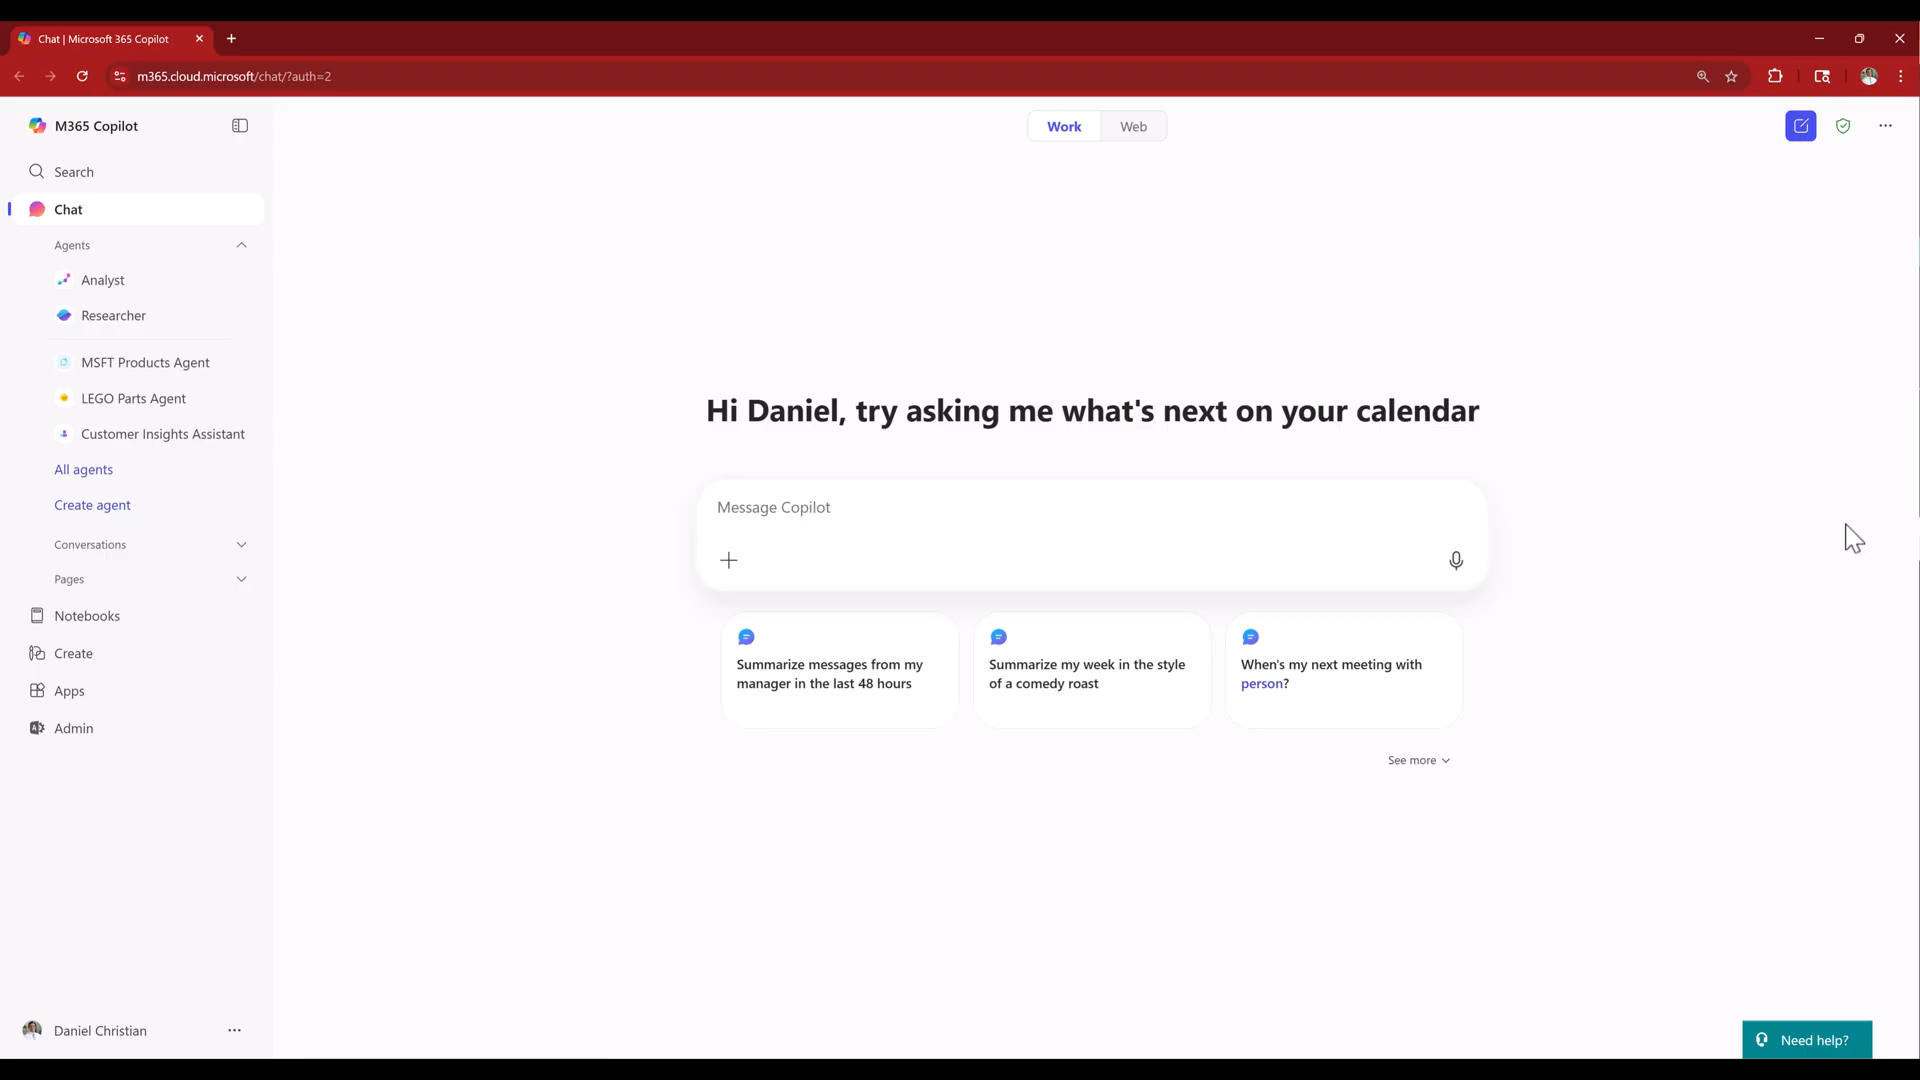 Chat | Microsoft 365 Copilot
m365.cloud.microsoft/chat/?auth=2
M365 Copilot
Work
Web
Search
Chat
Agents
Analyst
Researcher
MSFT Products Agent
LEGO Parts Agent
Customer Insights Assistant
All agents
Create agent
Conversations
Pages
Notebooks
Create
Apps
Admin
Daniel Christian
Hi Daniel, try asking me what's next on your calendar
Message Copilot
Summarize messages from my
manager in the last 48 hours
Summarize my week in the style
of a comedy roast
When's my next meeting with
person?
See more
Need help?